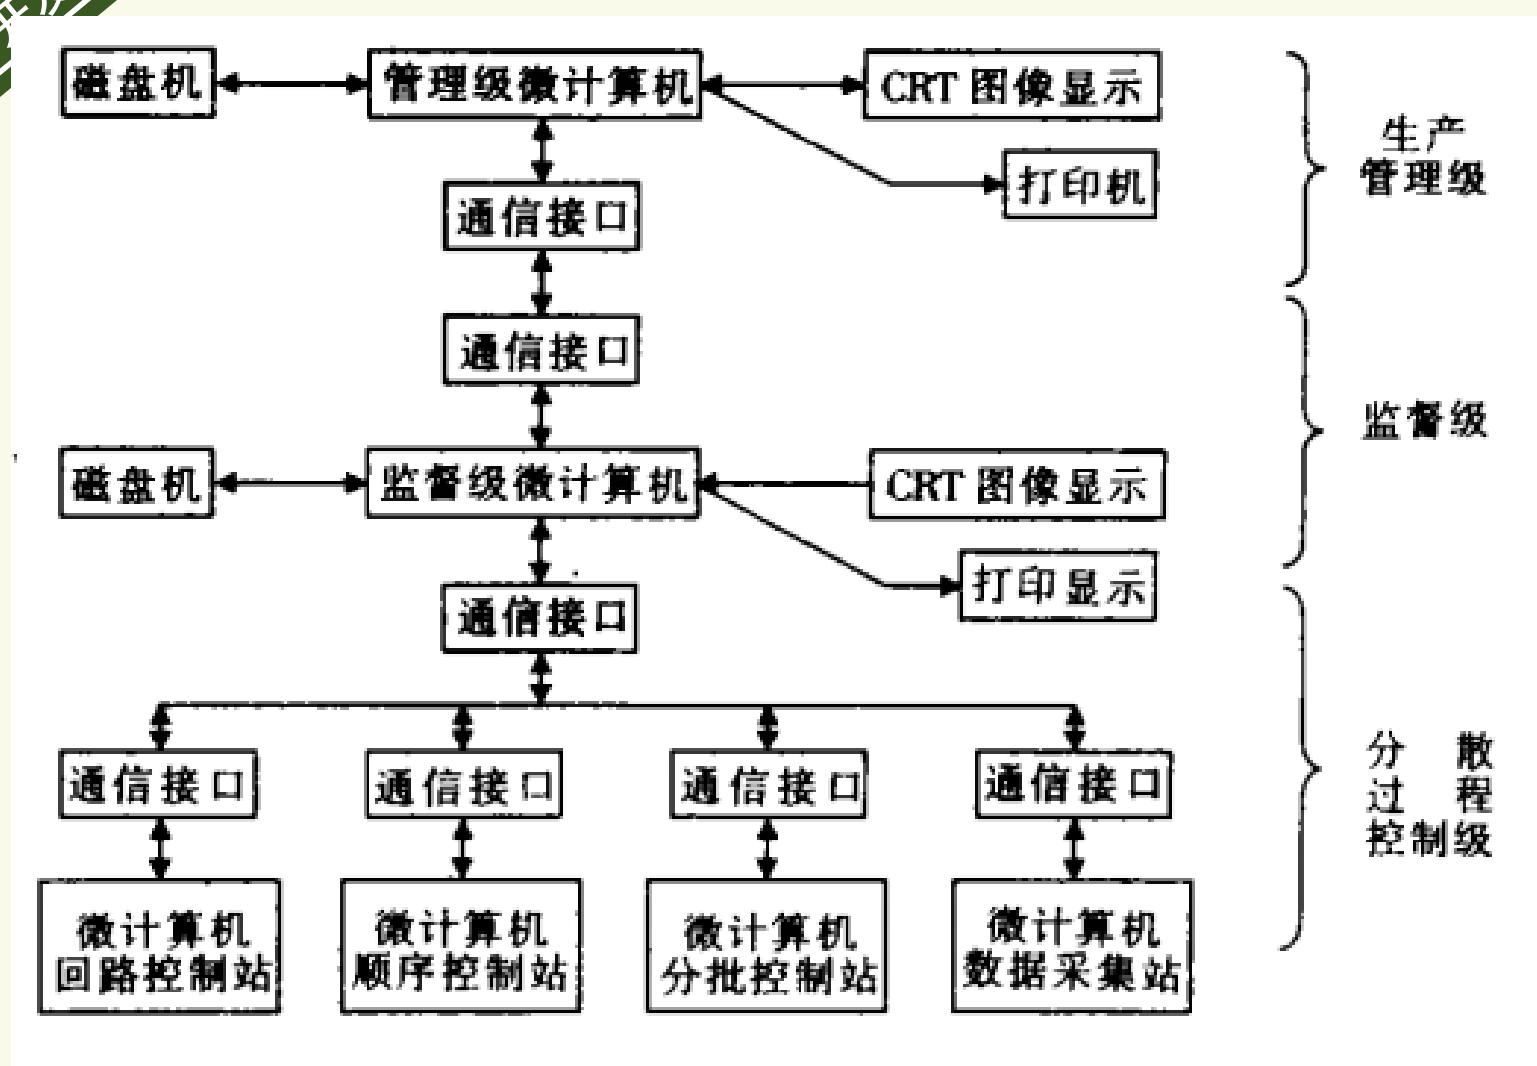 磁盘机
管理级微计算机
CRT 图像显示
打印机
生产
管理级
通信接口
通信接口
监督级
磁盘机
监督级微计算机
CRT 图像显示
打印显示
通信接口
通信接口
通信接口
通信接口
通信接口
分 散
过 程
控制级
微计算机
回路控制站
微计算机
顺序控制站
微计算机
分批控制站
微计算机
数据采集站